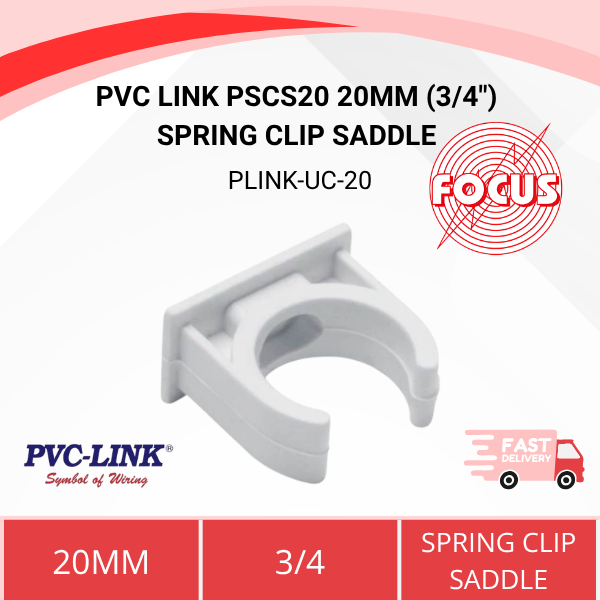 PVC LINK PSCS20 20MM (3/4")
SPRING CLIP SADDLE
PLINK-UC-20
FOCUS
PVC-LINK®
Symbol of Wiring
FAST
DELIVERY
20MM
3/4
SPRING CLIP
SADDLE